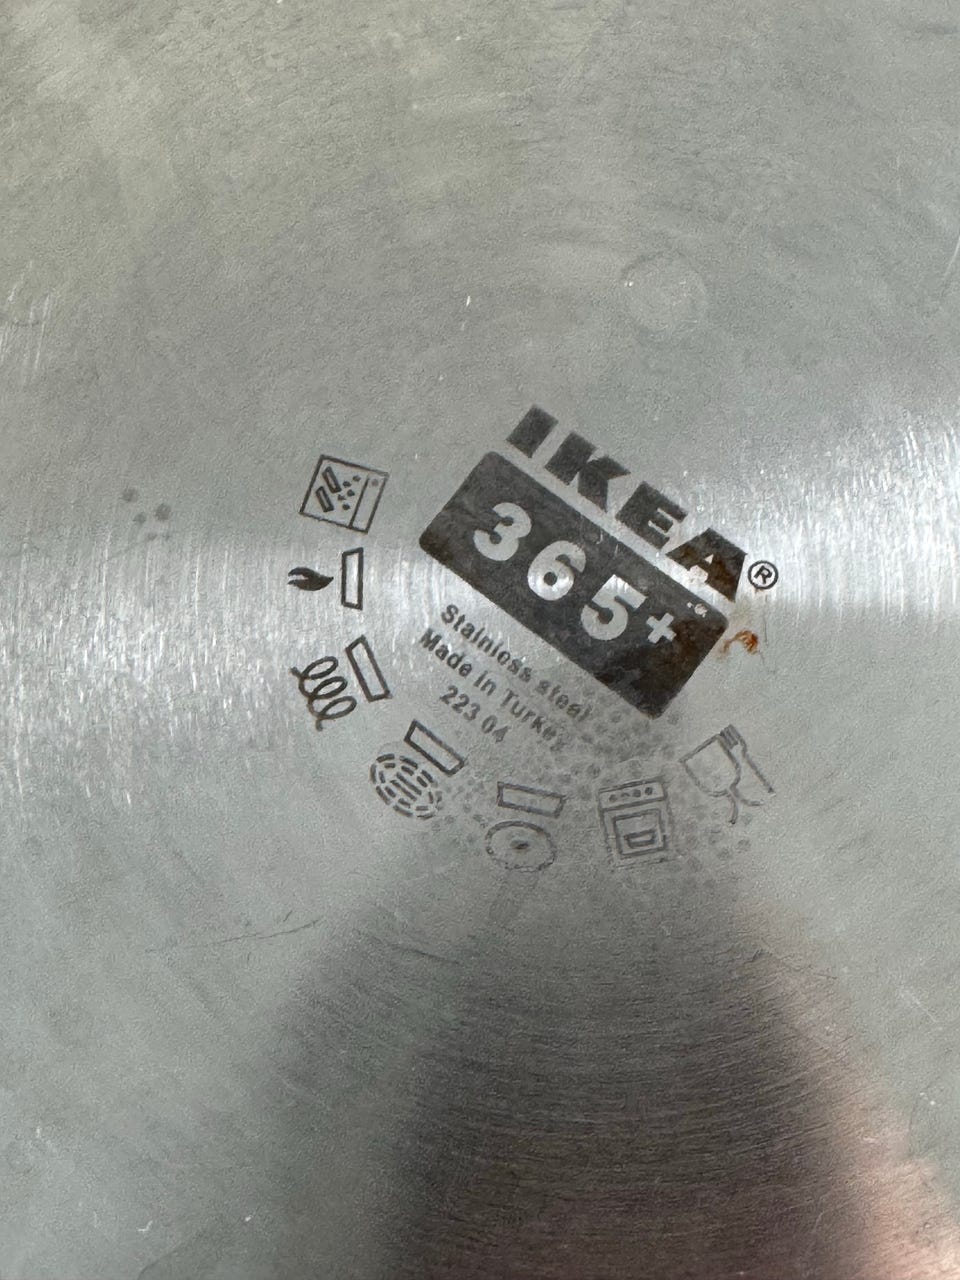 IKEA®
365+
Stainless steel
Made in Turkey
223 04